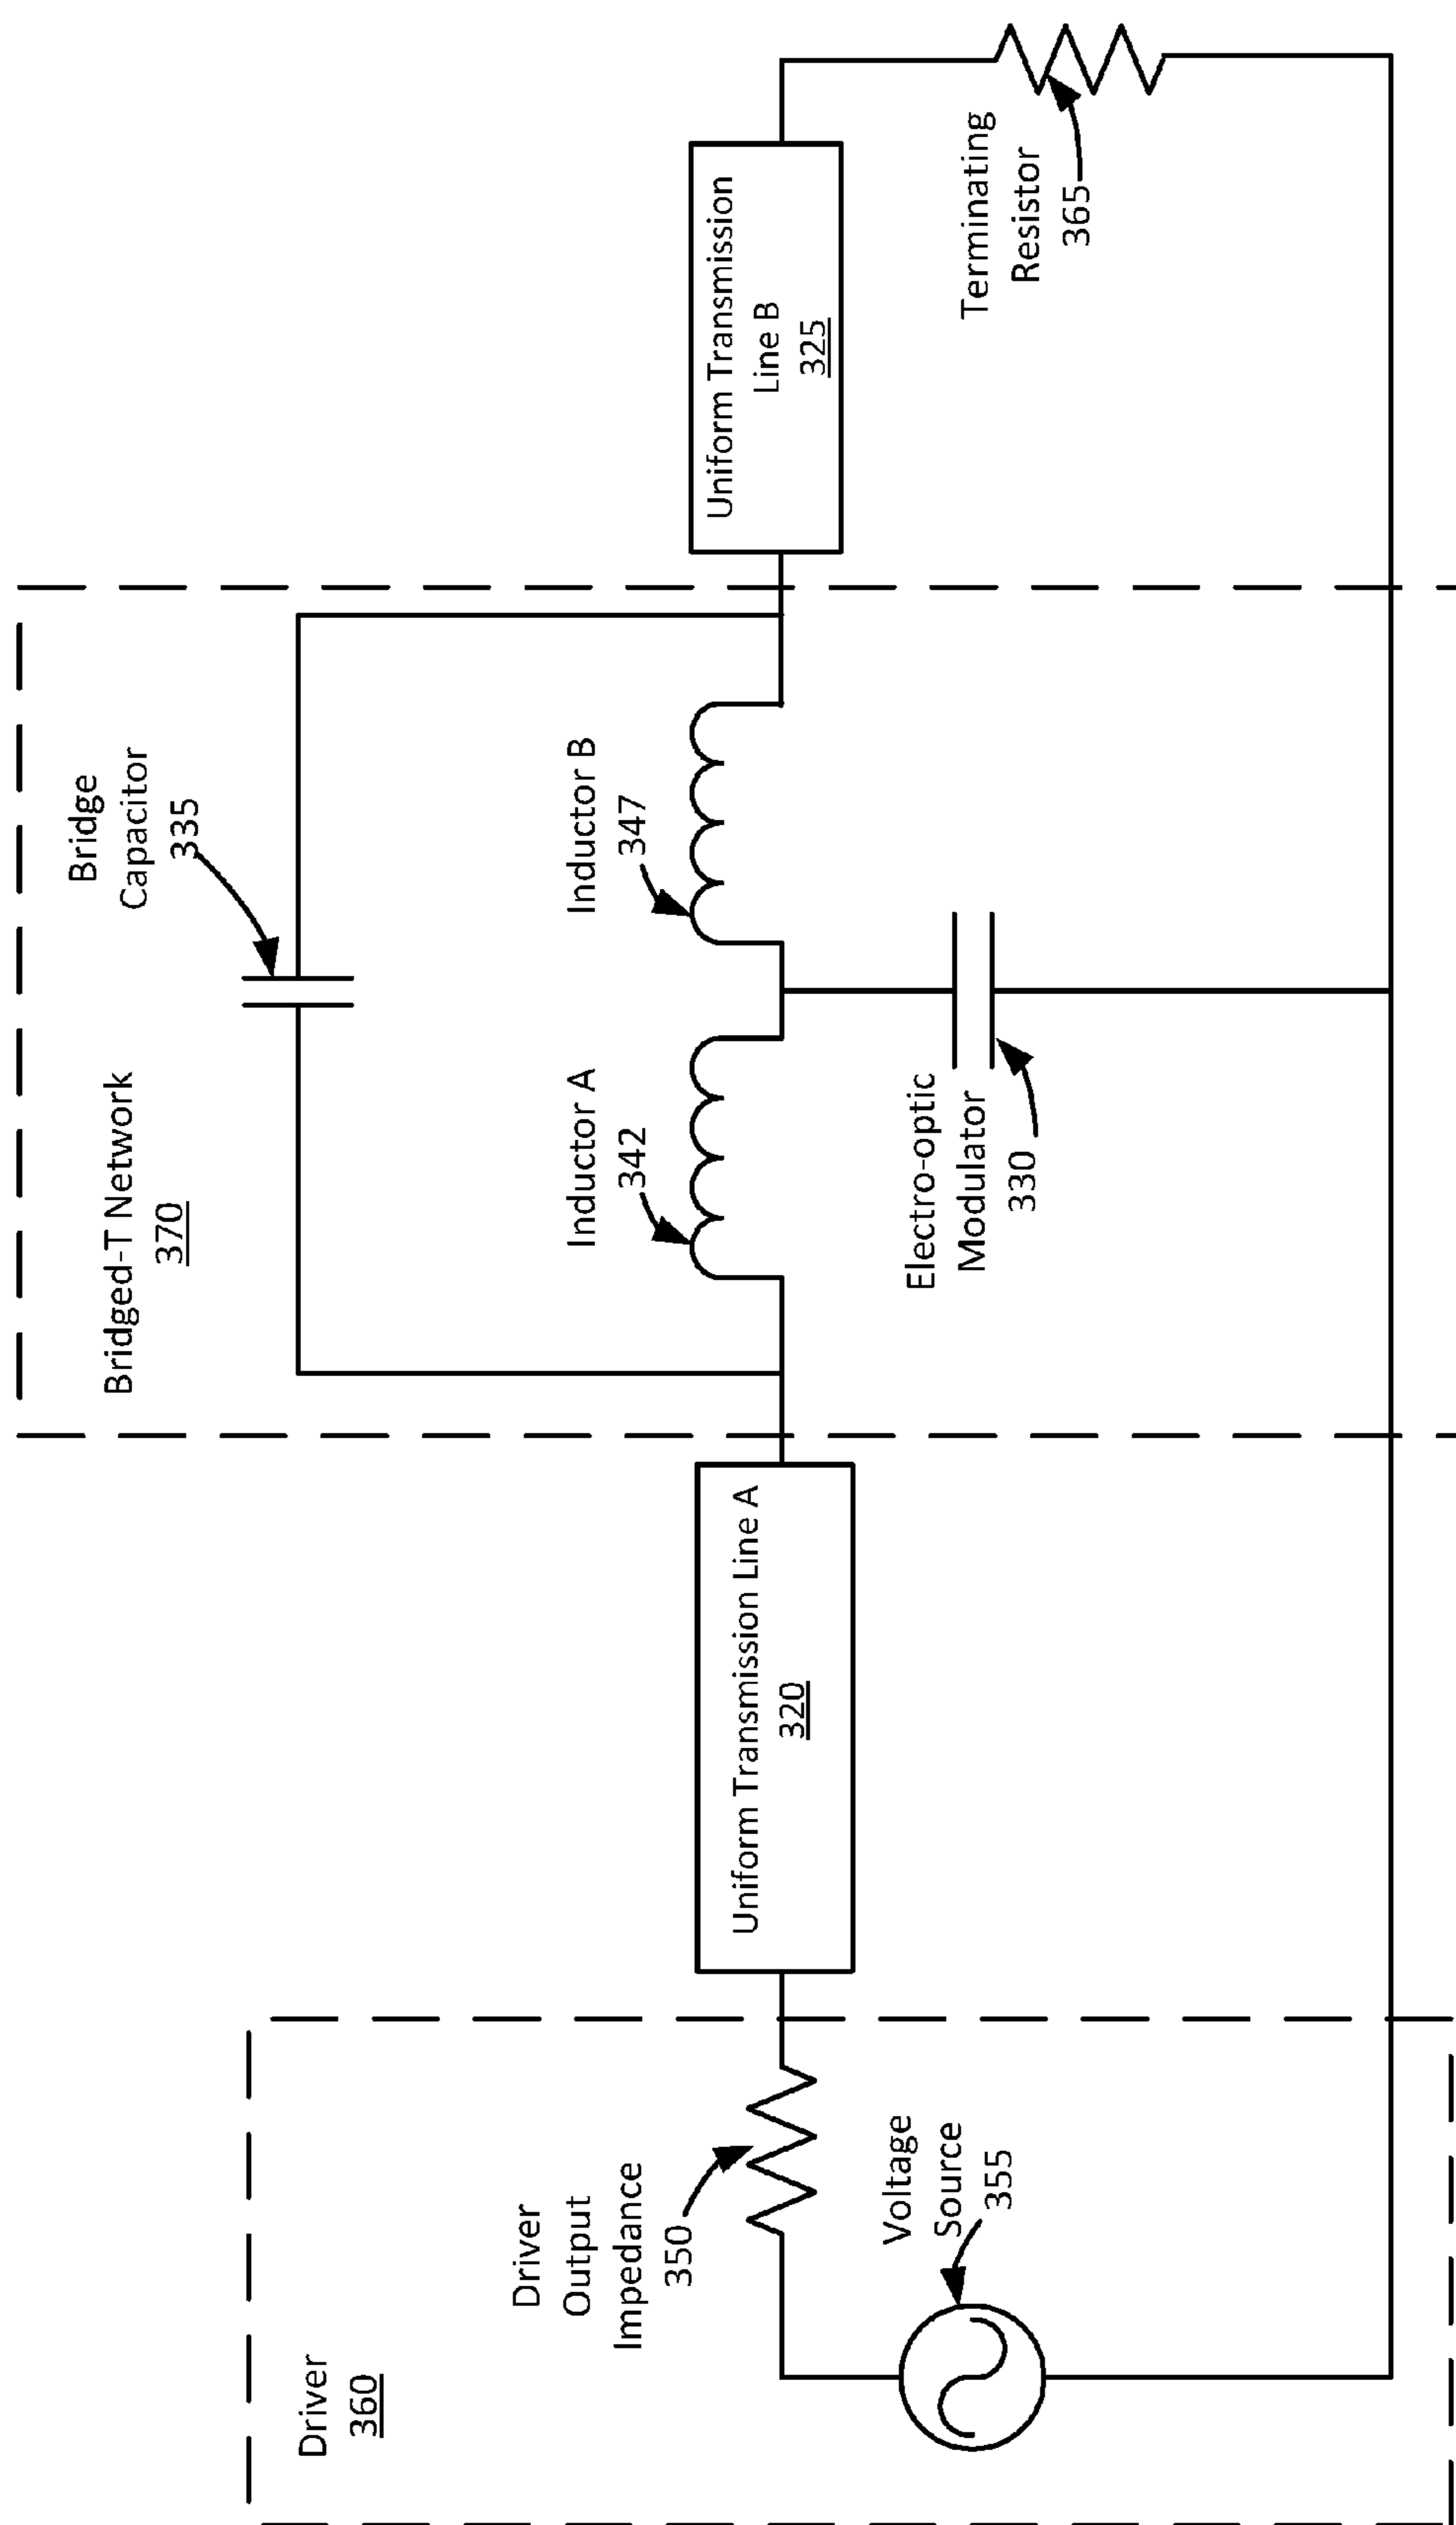 Driver
360
Driver
Output
Impedance
350
Voltage
Source
355
Uniform Transmission Line A
320
Bridged-T Network
370
Bridge
Capacitor
335
Inductor A
342
Inductor B
347
Electro-optic
Modulator
330
Uniform Transmission
Line B
325
Terminating
Resistor
365